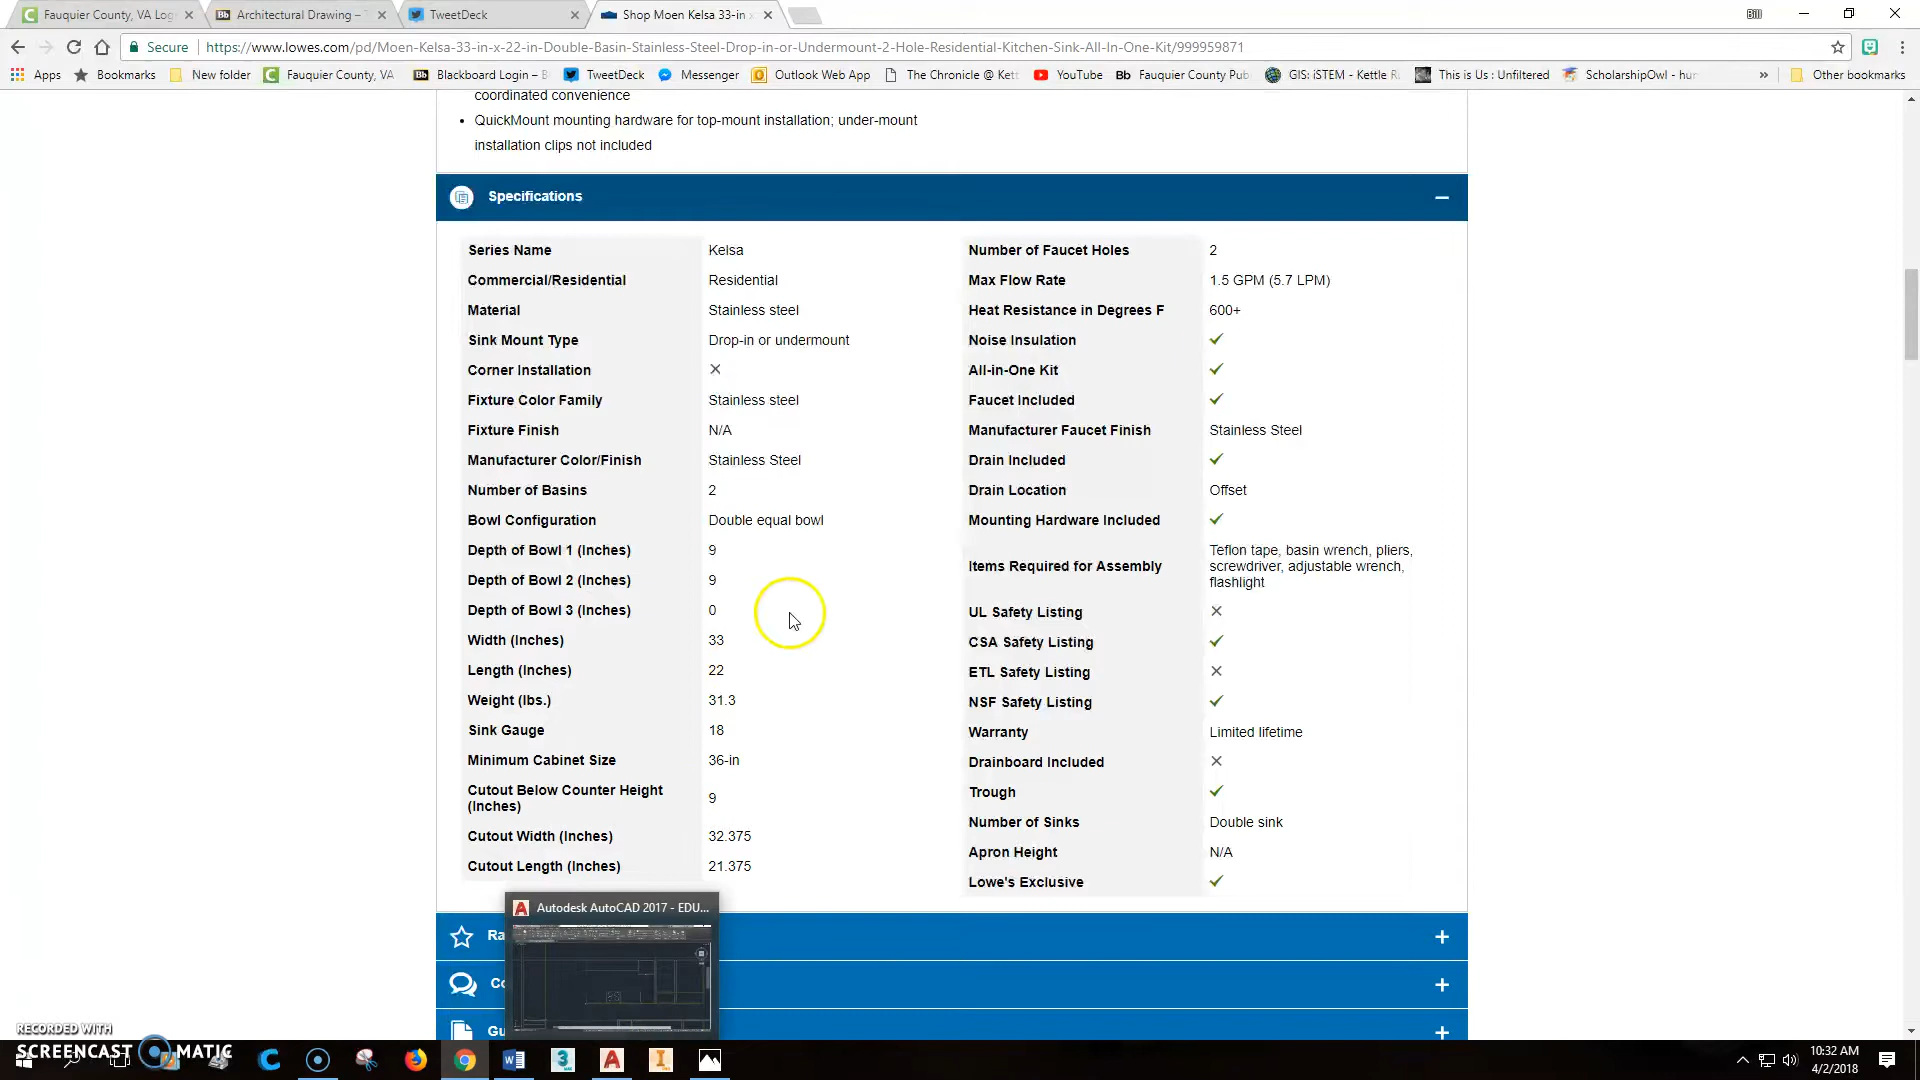 Fauquier County, VA Log
Architectural Drawing –
TweetDeck
Shop Moen Kelsa 33-in
Bill
Secure
https://www.lowes.com/pd/Moen-Kelsa-33-in-x-22-in-Double-Basin-Stainless-Steel-Drop-in-or-Undermount-2-Hole-Residential-Kitchen-Sink-All-In-One-Kit/999959871
Apps
Bookmarks
New folder
Fauquier County, VA
Bb
Blackboard Login –
TweetDeck
Messenger
Outlook Web App
The Chronicle @ Kett
YouTube
Bb
Fauquier County Pub
GIS: iSTEM - Kettle R
This is Us : Unfiltered
ScholarshipOwl - hum
»
Other bookmarks
coordinated convenience
• QuickMount mounting hardware for top-mount installation; under-mount
installation clips not included
Specifications
Series Name Kelsa
Commercial/Residential Residential
Material Stainless steel
Sink Mount Type Drop-in or undermount
Corner Installation
Fixture Color Family Stainless steel
Fixture Finish N/A
Manufacturer Color/Finish Stainless Steel
Number of Basins 2
Bowl Configuration Double equal bowl
Depth of Bowl 1 (Inches) 9
Depth of Bowl 2 (Inches) 9
Depth of Bowl 3 (Inches) 0
Width (Inches) 33
Length (Inches) 22
Weight (lbs.) 31.3
Sink Gauge 18
Minimum Cabinet Size 36-in
Cutout Below Counter Height
(Inches) 9
Cutout Width (Inches) 32.375
Cutout Length (Inches) 21.375
Number of Faucet Holes 2
Max Flow Rate 1.5 GPM (5.7 LPM)
Heat Resistance in Degrees F 600+
Noise Insulation
All-in-One Kit
Faucet Included
Manufacturer Faucet Finish Stainless Steel
Drain Included
Drain Location Offset
Mounting Hardware Included
Items Required for Assembly Teflon tape, basin wrench, pliers,
screwdriver, adjustable wrench,
flashlight
UL Safety Listing
CSA Safety Listing
ETL Safety Listing
NSF Safety Listing
Warranty Limited lifetime
Drainboard Included
Trough
Number of Sinks Double sink
Apron Height N/A
Lowe's Exclusive
Autodesk AutoCAD 2017 - EDU...
Ra
Co
Gu
RECORDED WITH
SCREENCAST MATIC
10:32 AM
4/2/2018